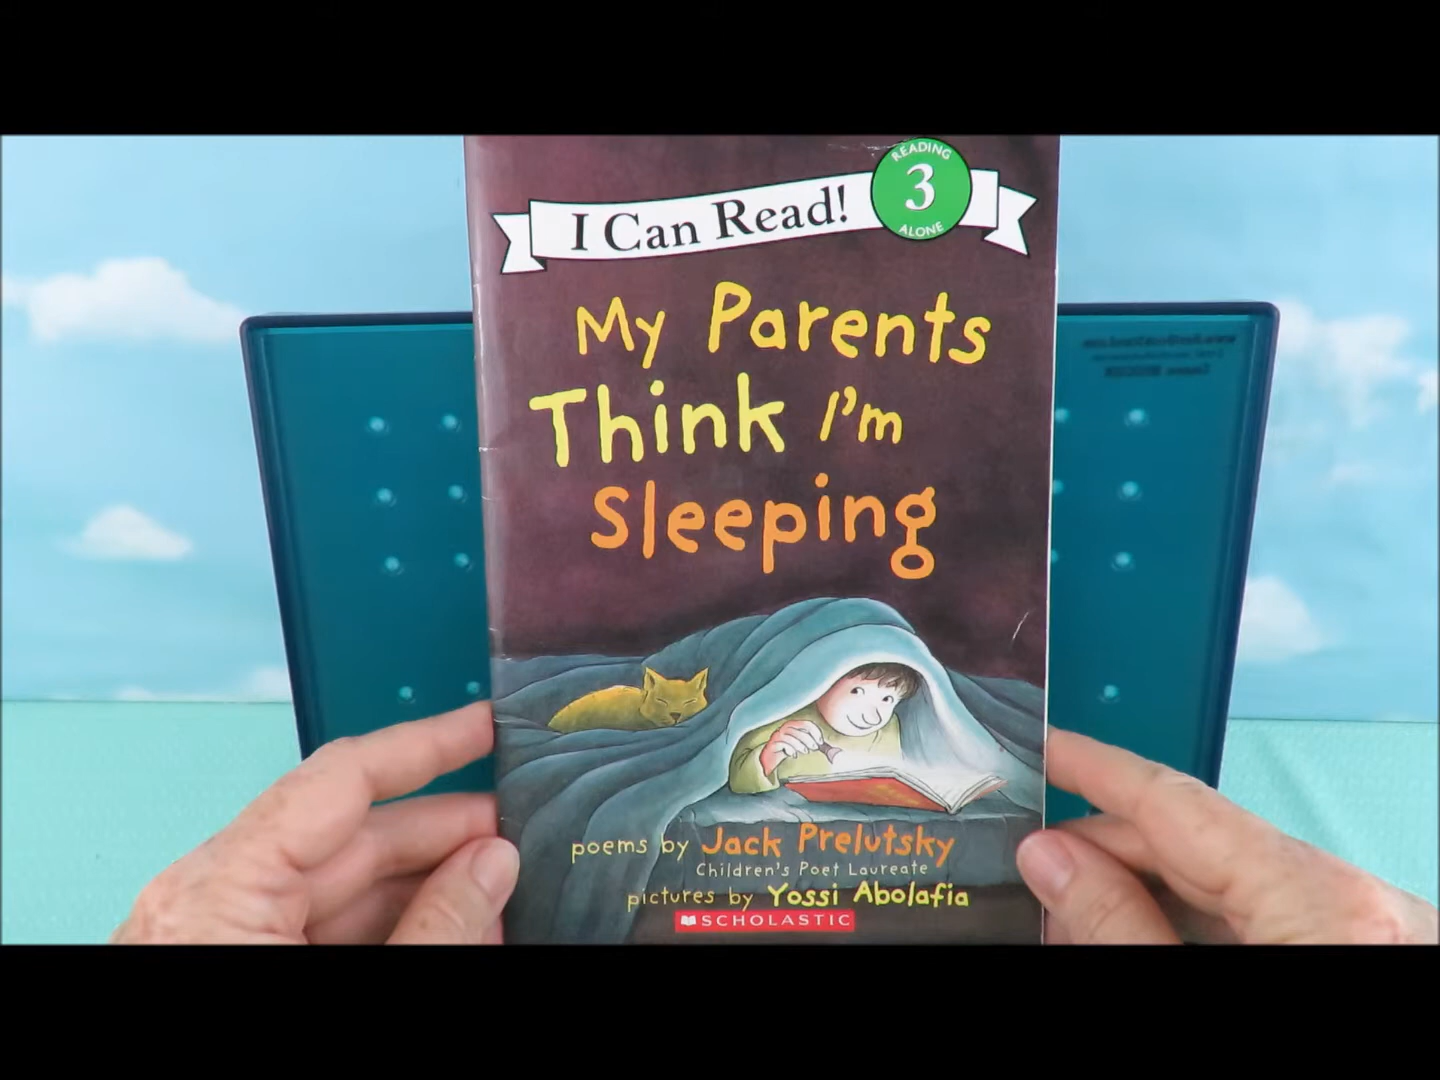 READING
3
ALONE
I Can Read!
My Parents
Think I'm
Sleeping
poems by Jack Prelutsky
Children's Poet Laureate
pictures by Yossi Abolafia
SCHOLASTIC